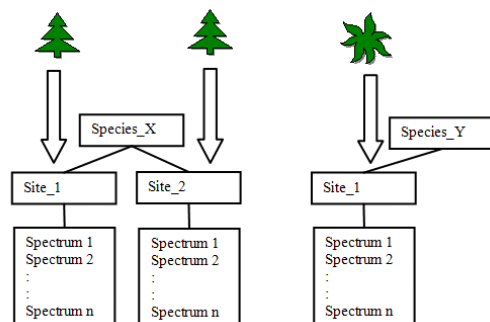 Species_X
Species_Y
Site_1
Site_2
Site_1
Spectrum 1
Spectrum 2
:
:
Spectrum n
Spectrum 1
Spectrum 2
:
:
Spectrum n
Spectrum 1
Spectrum 2
:
:
Spectrum n